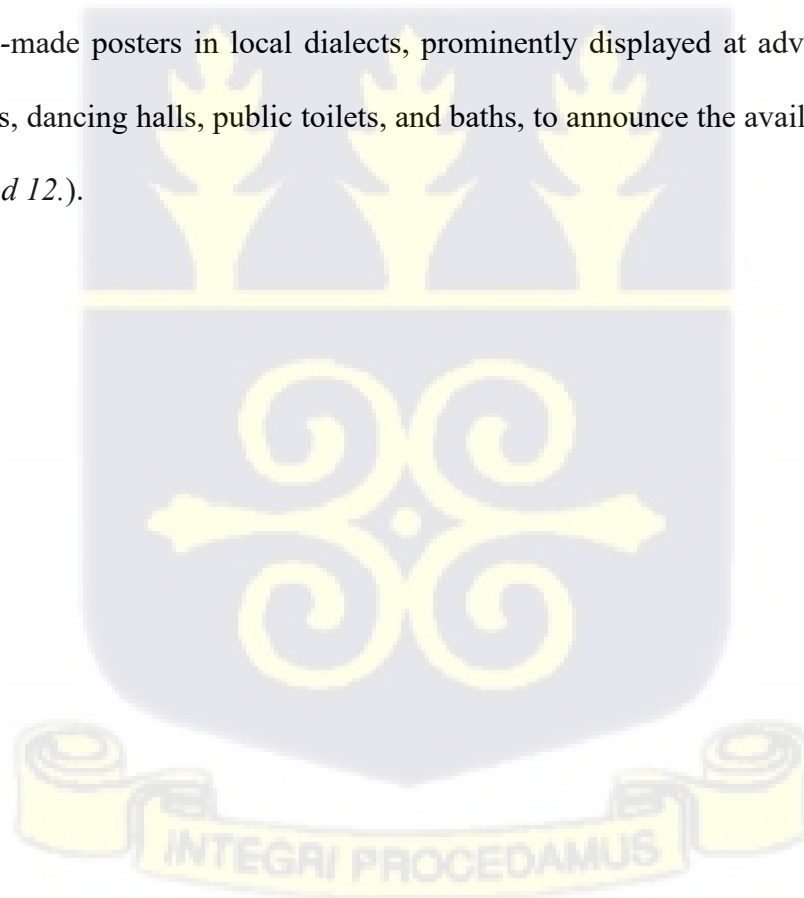 -made posters in local dialects, prominently displayed at adv
s, dancing halls, public toilets, and baths, to announce the avail
d 12.).
INTEGRI PROCEDAMUS